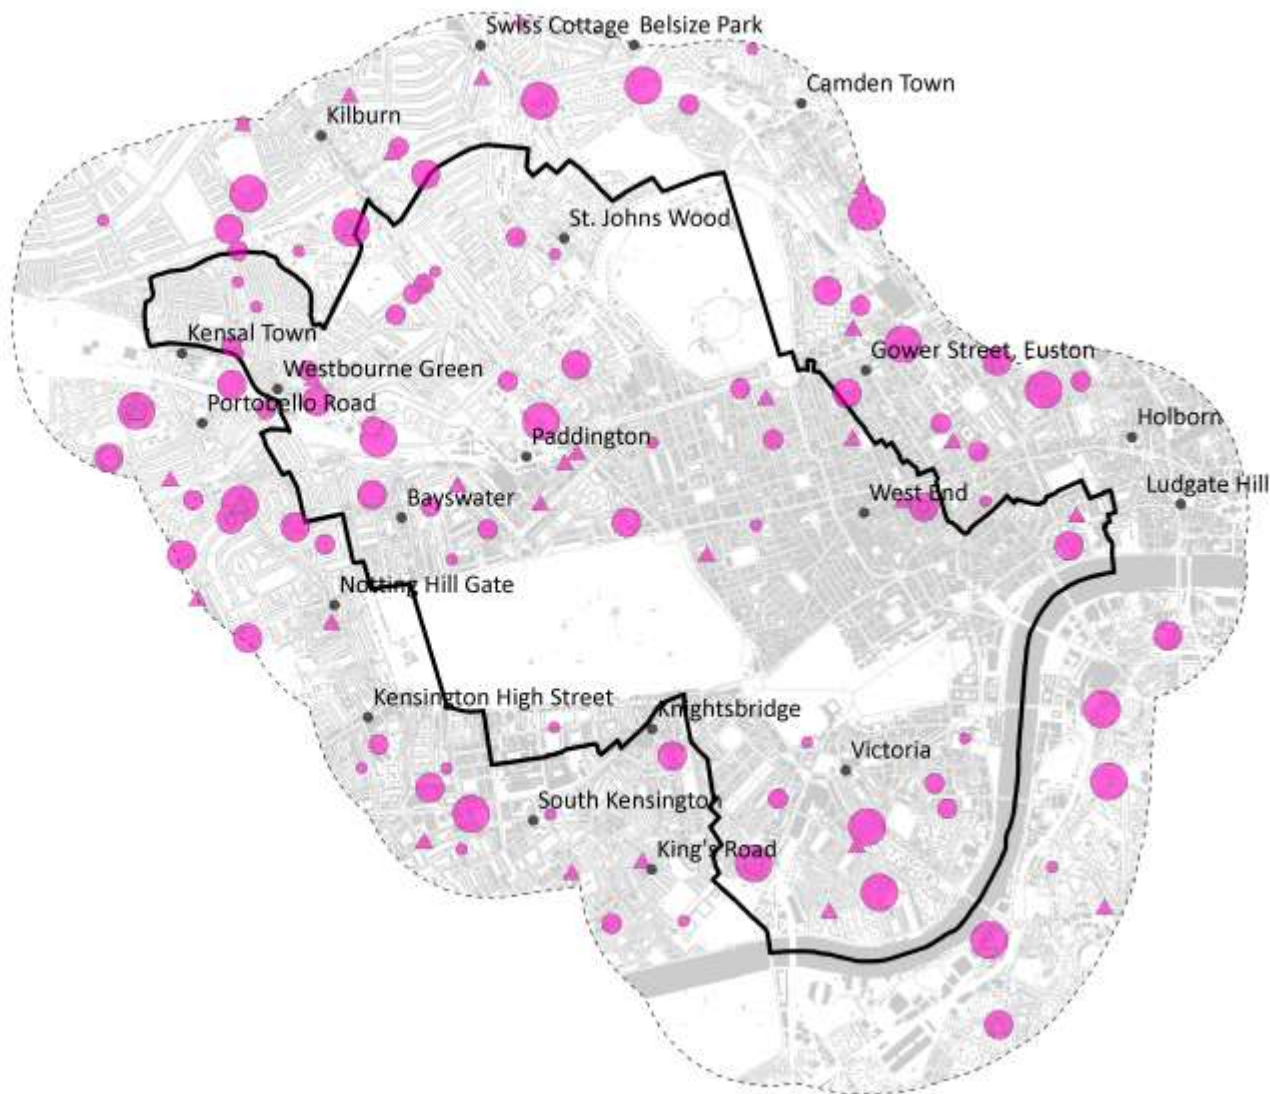 Swiss Cottage
Belsize Park
Camden Town
Kilburn
St. Johns Wood
Kensal Town
Gower Street, Euston
Westbourne Green
Portobello Road
Holborn
Paddington
Ludgate Hill
West End
Bayswater
Notting Hill Gate
Kensington High Street
Knightsbridge
Victoria
South Kensington
King's Road